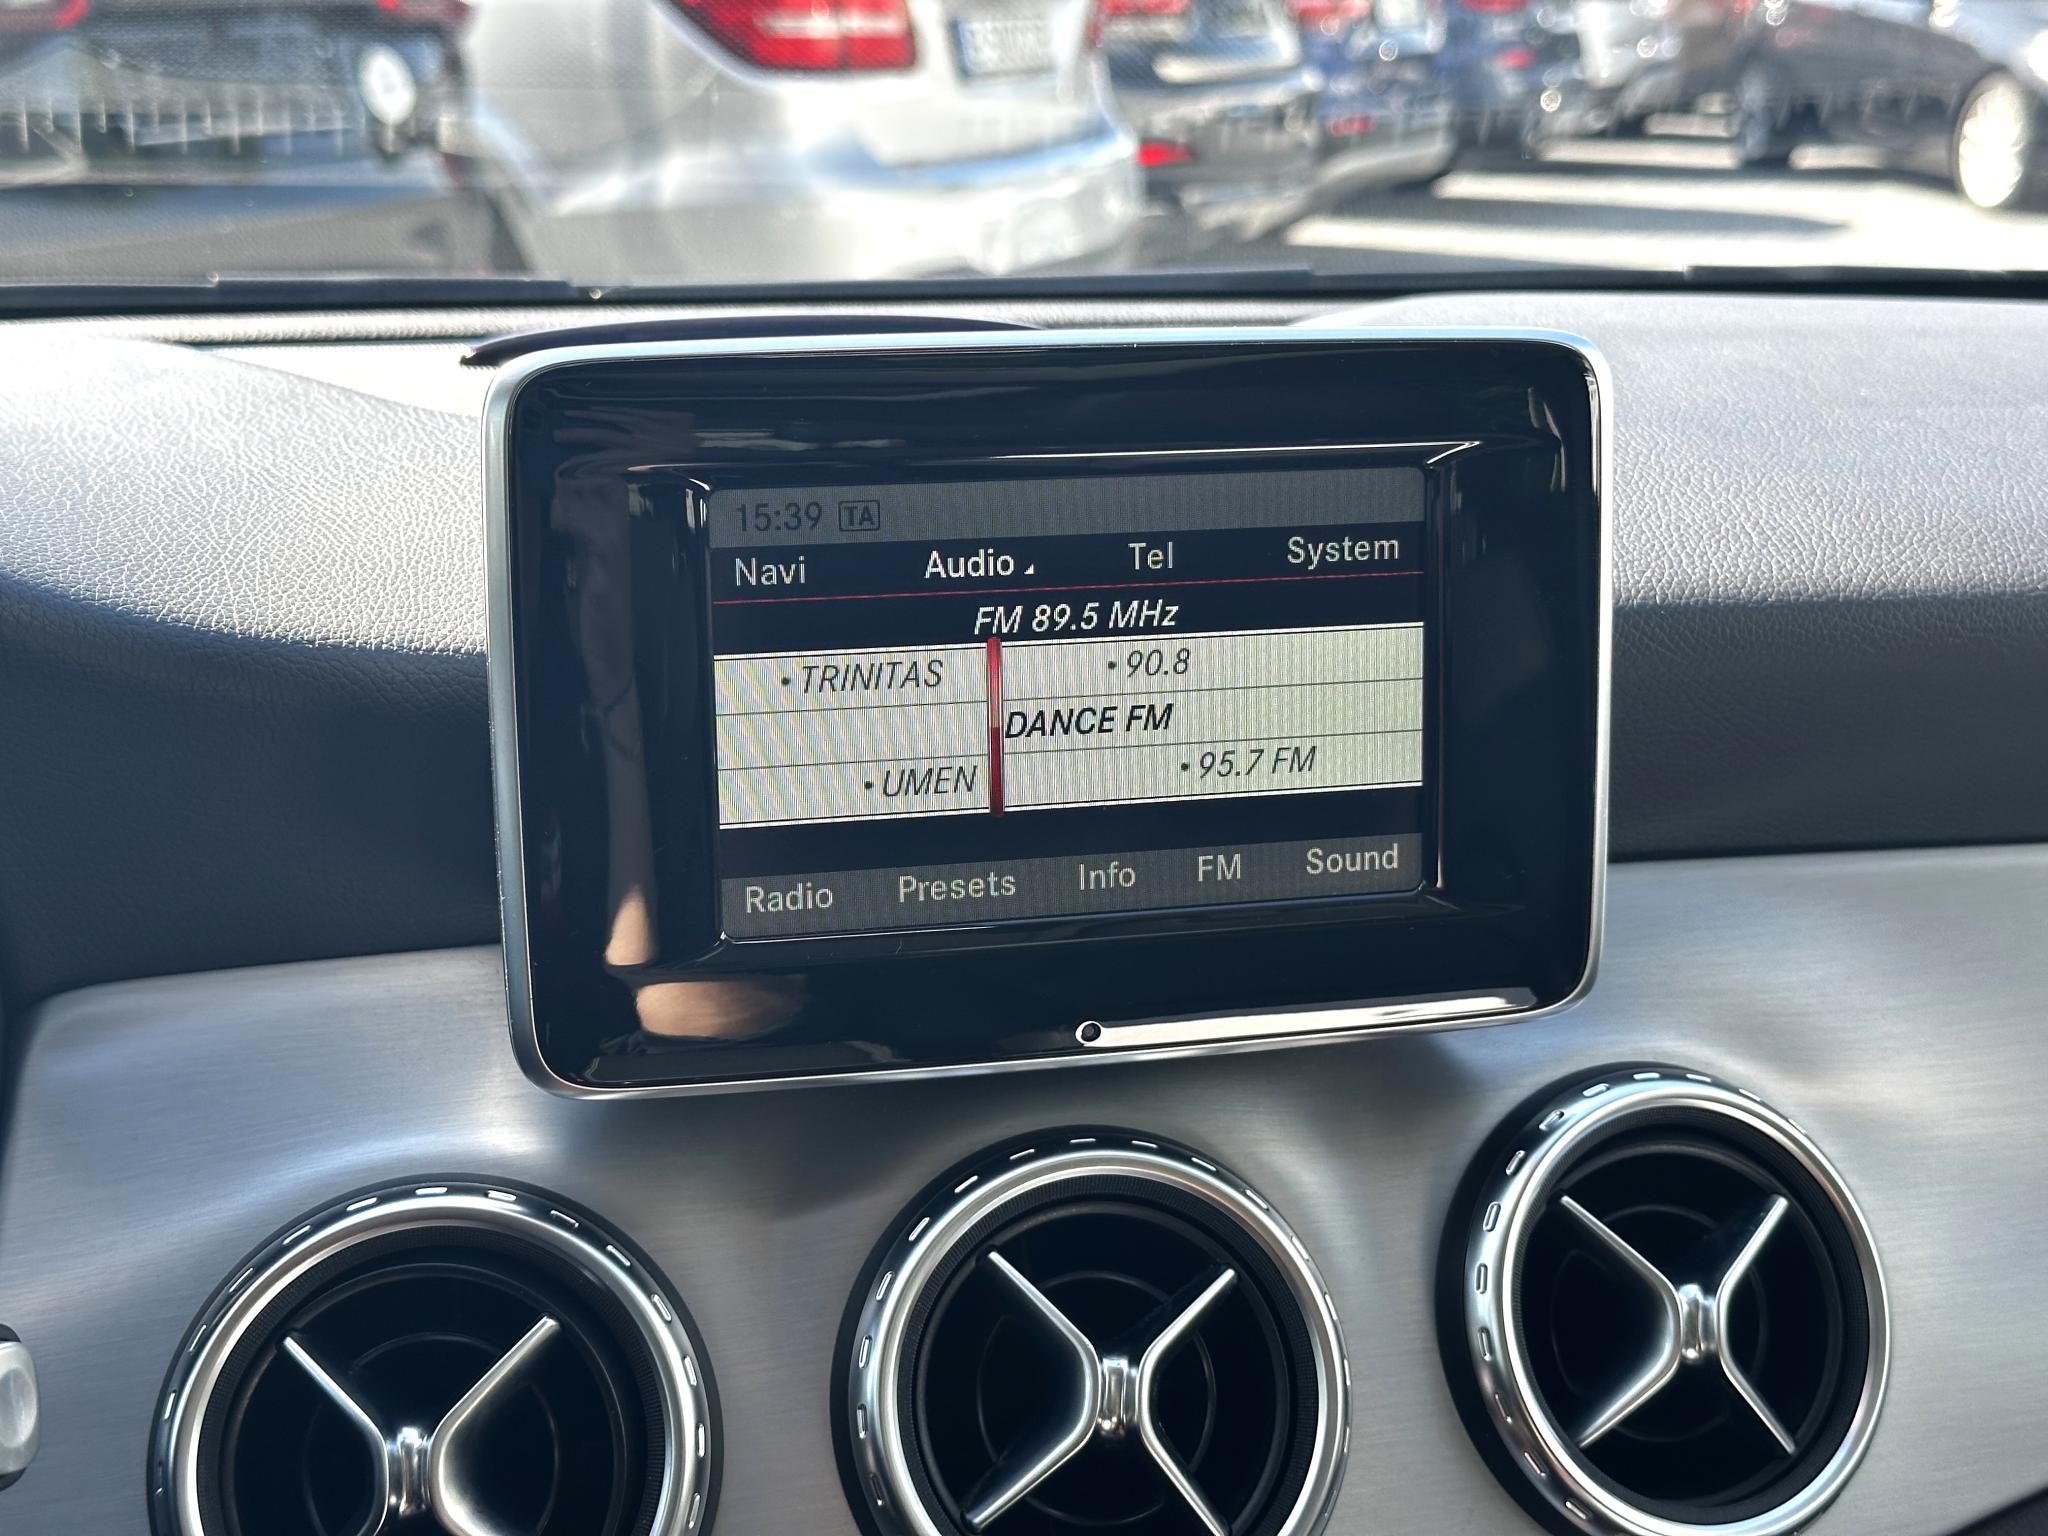 15:39 TA
Navi Audio Tel System
FM 89.5 MHz
• TRINITAS • 90.8
DANCE FM
• UMEN • 95.7 FM
Radio Presets Info FM Sound